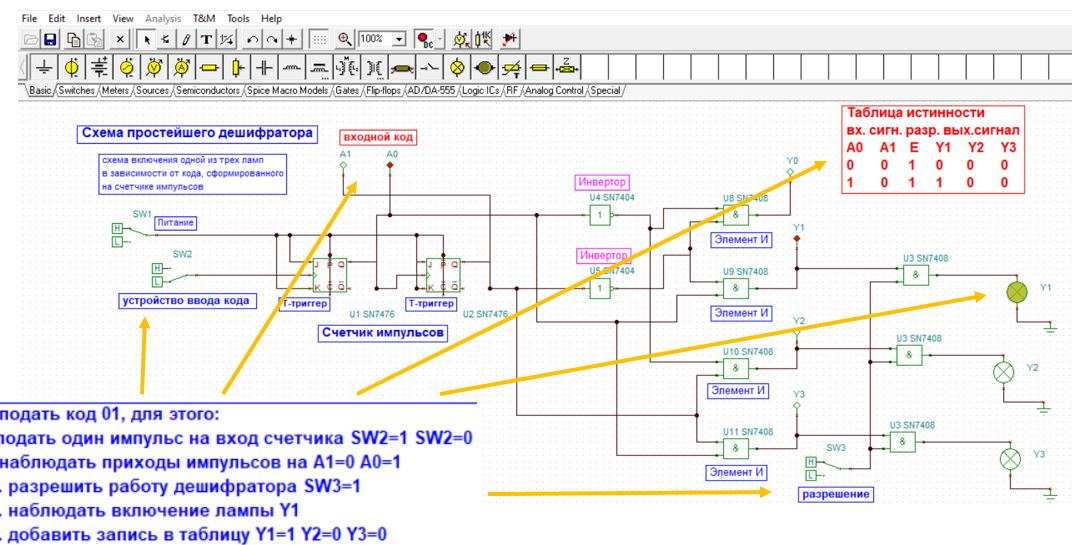 File Edit Insert View Analysis T&M Tools Help
100%
DC
Basic Switches Meters Sources Semiconductors Spice Macro Models Gates Flip-flops AD/DA-555 Logic ICs RF Analog Control Special
Схема простейшего дешифратора
схема включения одной из трех ламп
в зависимости от кода, сформированного
на счетчике импульсов
входной код
A1 A0
Таблица истинности
вх. сигн. разр. вых.сигнал
A0 A1 E Y1 Y2 Y3
0 0 1 0 0 0
1 0 1 1 0 0
SW1
Питание
H
L
SW2
H
L
устройство ввода кода
J P Q
K C Q
Т-триггер
U1 SN7476
J P Q
K C Q
Т-триггер
U2 SN7476
Счетчик импульсов
Инвертор
U4 SN7404
1
Инвертор
U5 SN7404
1
Y0
U8 SN7408
&
Элемент И
Y1
U9 SN7408
&
Элемент И
Y2
U10 SN7408
&
Элемент И
Y3
U11 SN7408
&
Элемент И
U3 SN7408
&
Y1
U3 SN7408
&
Y2
U3 SN7408
&
Y3
SW3
H
L
разрешение
подать код 01, для этого:
подать один импульс на вход счетчика SW2=1 SW2=0
наблюдать приходы импульсов на A1=0 A0=1
. разрешить работу дешифратора SW3=1
. наблюдать включение лампы Y1
. добавить запись в таблицу Y1=1 Y2=0 Y3=0